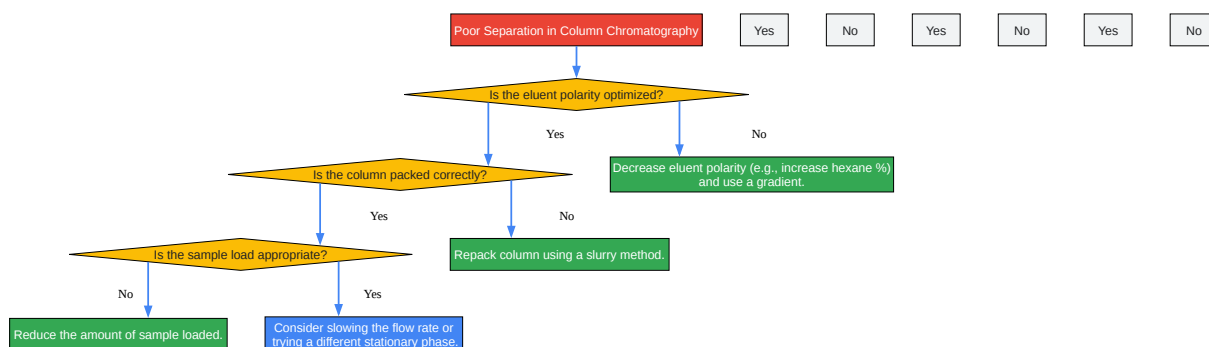 Poor Separation in Column Chromatography
Yes
No
Yes
No
Yes
No
Is the eluent polarity optimized?
Yes
No
Decrease eluent polarity (e.g., increase hexane %)
and use a gradient.
Is the column packed correctly?
Yes
No
Repack column using a slurry method.
Is the sample load appropriate?
No
Yes
Reduce the amount of sample loaded.
Consider slowing the flow rate or
trying a different stationary phase.